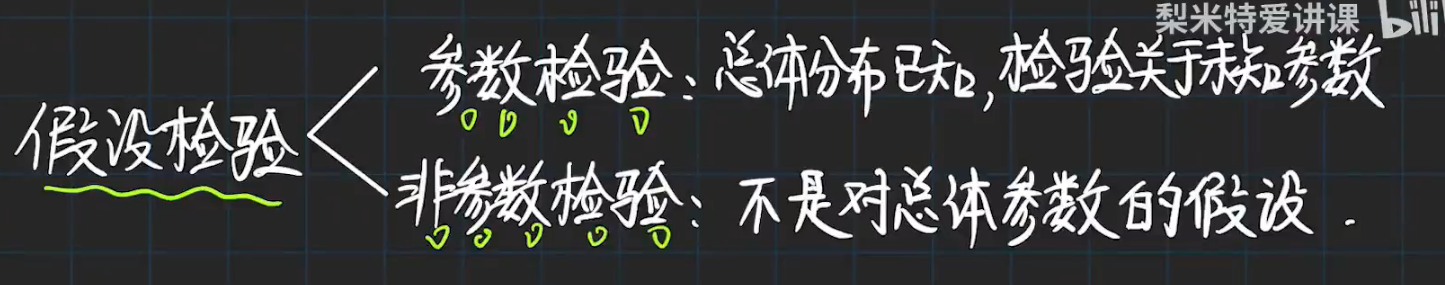 梨米特爱讲课 bili
参数检验：总体分布已知，检验关于未知参数
假设检验
非参数检验：不是对总体参数的假设．